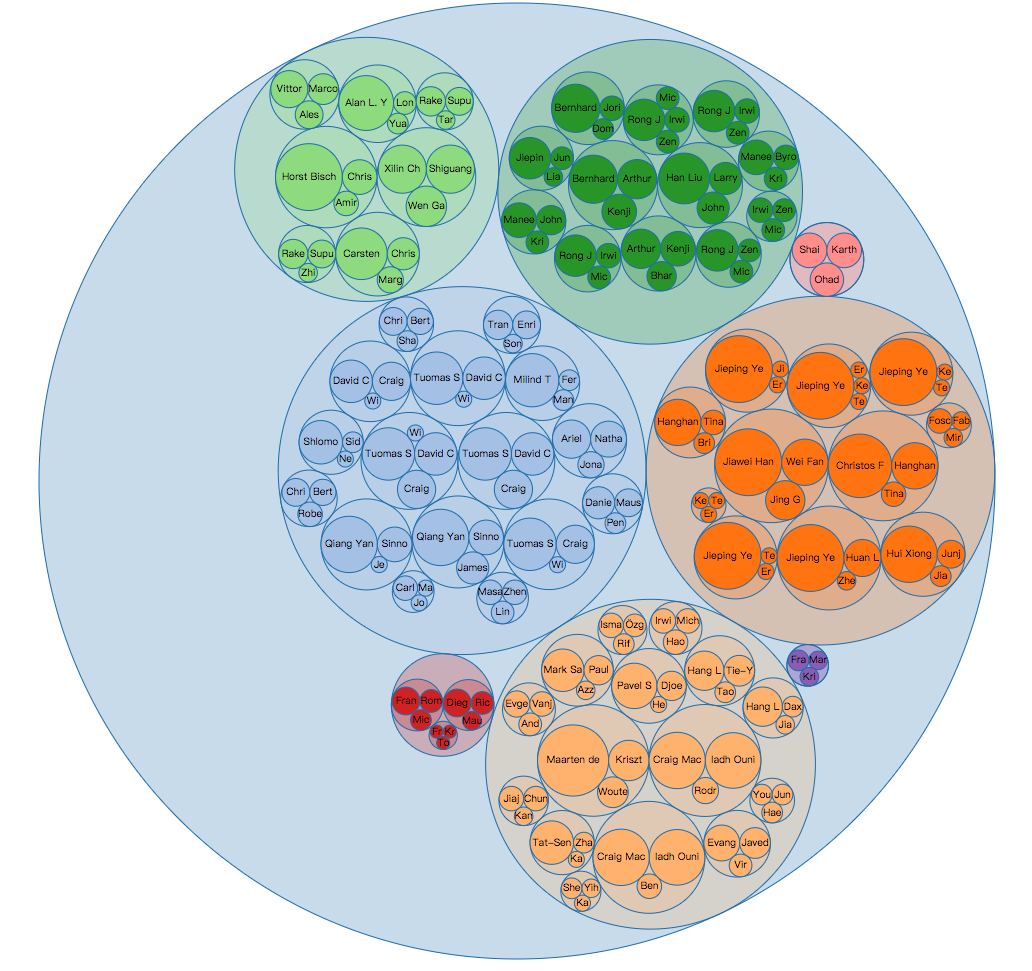 Vittor Marco
Ales
Alan L. Y Lon
Yua
Rake Supu
Tar
Horst Bisch Chris
Amir
Xilin Ch Shiguang
Wen Ga
Rake Supu
Zhi
Carsten Chris
Marg
Bernhard Jori
Dom
Mic
Rong J Irwi
Zen
Rong J Irwi
Zen
Jiepin Jun
Lia
Bernhard Arthur
Kenji
Han Liu Larry
John
Manee Byro
Kri
Manee John
Kri
Irwi Zen
Mic
Rong J Irwi
Mic
Arthur Kenji
Bhar
Rong J Zen
Mic
Shai Karth
Ohad
Chri Bert
Sha
Tran Enri
Son
David C Craig
Wi
Tuomas S David C
Wi
Milind T Fer
Man
Shlomo Sid
Ne
Wi
Tuomas S David C
Craig
Tuomas S David C
Craig
Ariel Natha
Jona
Chri Bert
Robe
Danie Maus
Pen
Qiang Yan Sinno
Je
Qiang Yan Sinno
James
Tuomas S Craig
Wi
Carl Ma
Jo
Masa Zhen
Lin
Jieping Ye Ji
Er
Jieping Ye Er
Ke
Te
Jieping Ye Ke
Te
Hanghan Tina
Bri
Fosc Fab
Mir
Jiawei Han Wei Fan
Jing G
Christos F Hanghan
Tina
Ke Te
Er
Jieping Ye Te
Er
Jieping Ye Huan L
Zhe
Hui Xiong Junj
Jia
Isma Özg
Rif
Irwi Mich
Hao
Mark Sa Paul
Azz
Pavel S Djoe
He
Hang L Tie-Y
Tao
Evge Vanj
And
Hang L Dax
Jia
Maarten de Kriszt
Woute
Craig Mac Iadh Ouni
Rodr
Jiaj Chun
Kan
You Jun
Hae
Tat-Sen Zha
Ka
Craig Mac Iadh Ouni
Ben
Evang Javed
Vir
She Yih
Ka
Fra Mar
Kri
Fran Rom
Mic
Dieg Ric
Mau
Fr Kr
To